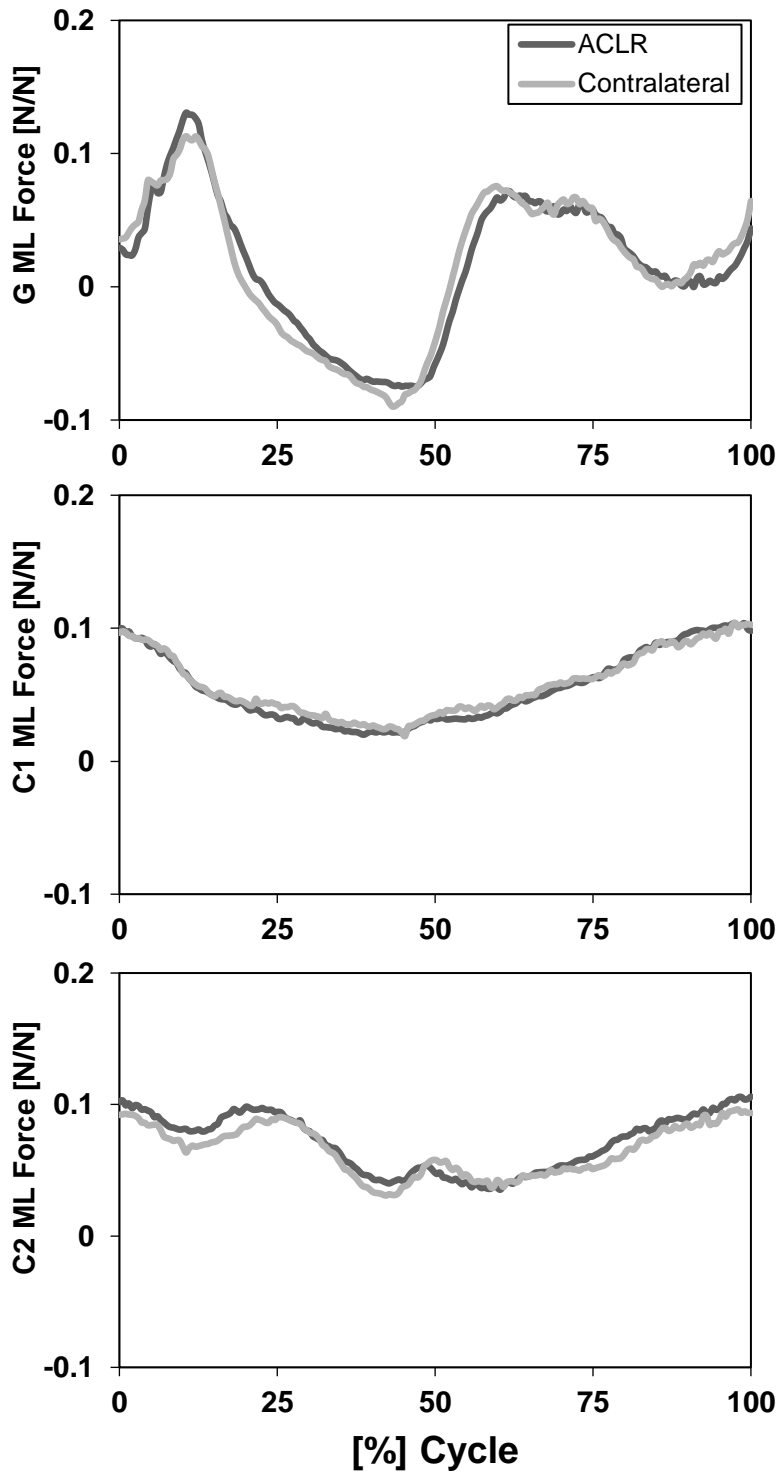 0.2
ACLR
Contralateral
0.1
G ML Force [N/N]
0
-0.1
0 25 50 75 100
0.2
0.1
C1 ML Force [N/N]
0
-0.1
0 25 50 75 100
0.2
0.1
C2 ML Force [N/N]
0
-0.1
0 25 50 75 100
[%] Cycle